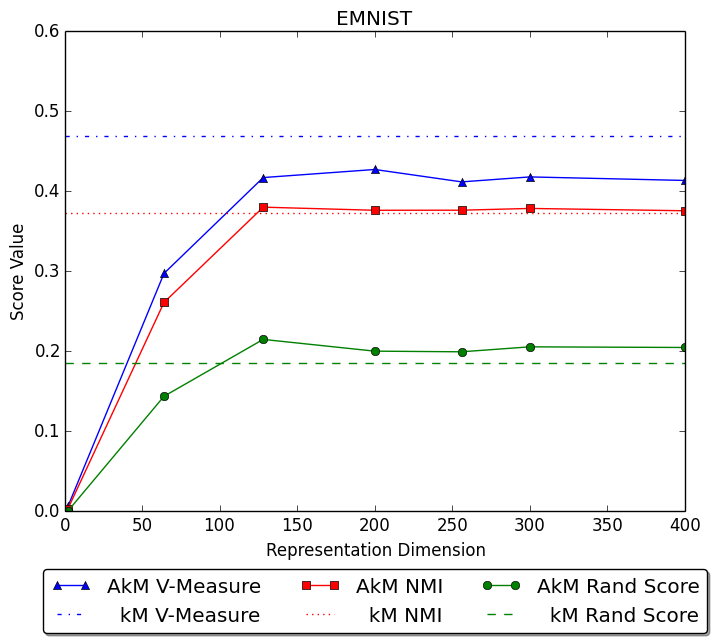 EMNIST
0.6
0.5
0.4
0.3
0.2
0.1
0.0
Score Value
0 50 100 150 200 250 300 350 400
Representation Dimension
AkM V-Measure AkM NMI AkM Rand Score
kM V-Measure kM NMI kM Rand Score